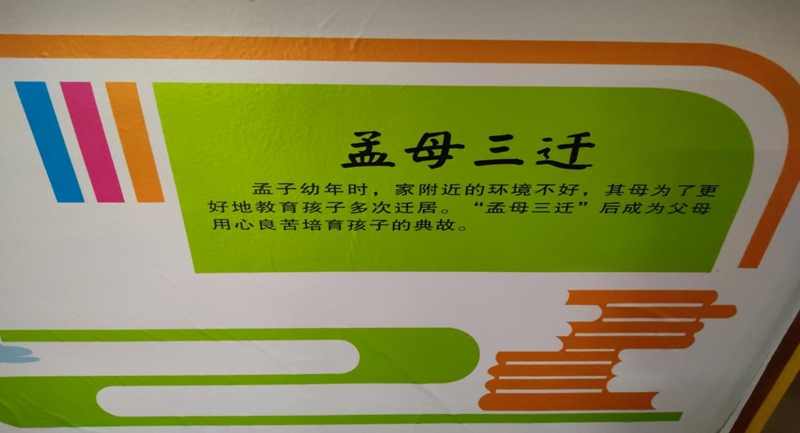 孟母三迁
孟子幼年时，家附近的环境不好，其母为了更
好地教育孩子多次迁居。“孟母三迁”后成为父母
用心良苦培育孩子的典故。